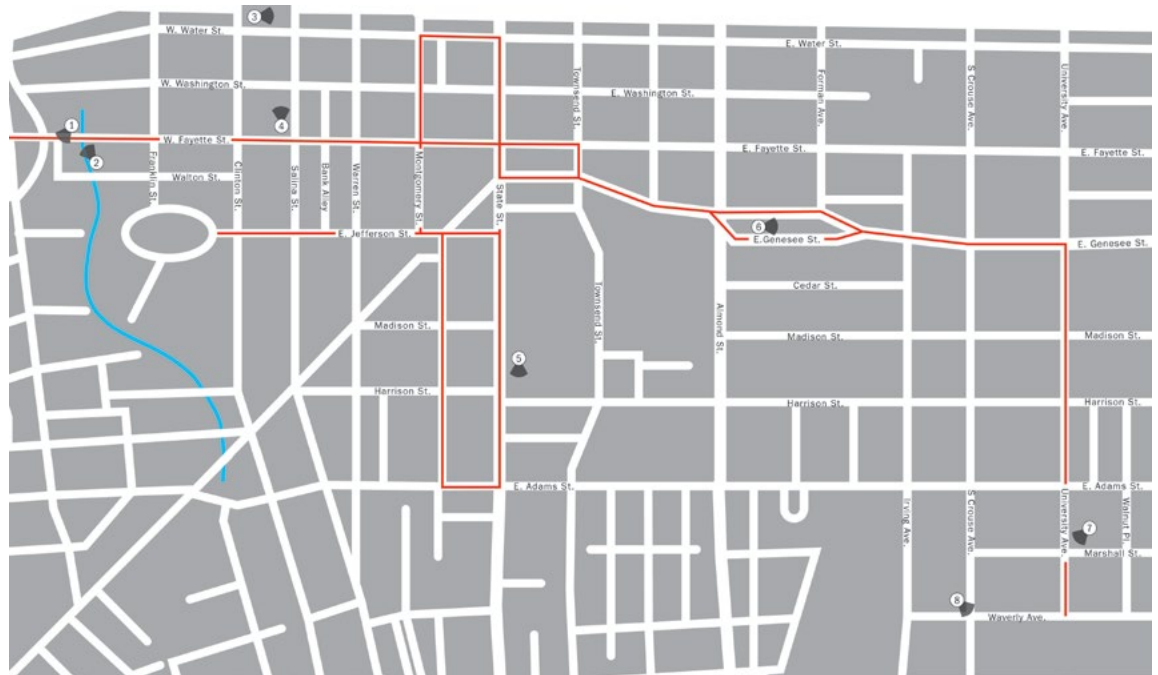 3
W. Water St.
E. Water St.
W. Washington St.
E. Washington St.
Townsend St.
Forman Ave.
S Crouse Ave.
University Ave.
4
1
2
W. Fayette St.
E. Fayette St.
E. Fayette St.
Walton St.
Franklin St.
Clinton St.
Salina St.
Bank Alley
Warren St.
Montgomery St.
State St.
E. Jefferson St.
6
E.Genesee St.
E. Genesee St.
Cedar St.
Townsend St.
Almond St.
Madison St.
Madison St.
Madison St.
5
Harrison St.
Harrison St.
Harrison St.
E. Adams St.
E. Adams St.
Irving Ave.
S Crouse Ave.
University Ave.
Walnut Pl.
7
Marshall St.
8
Waverly Ave.